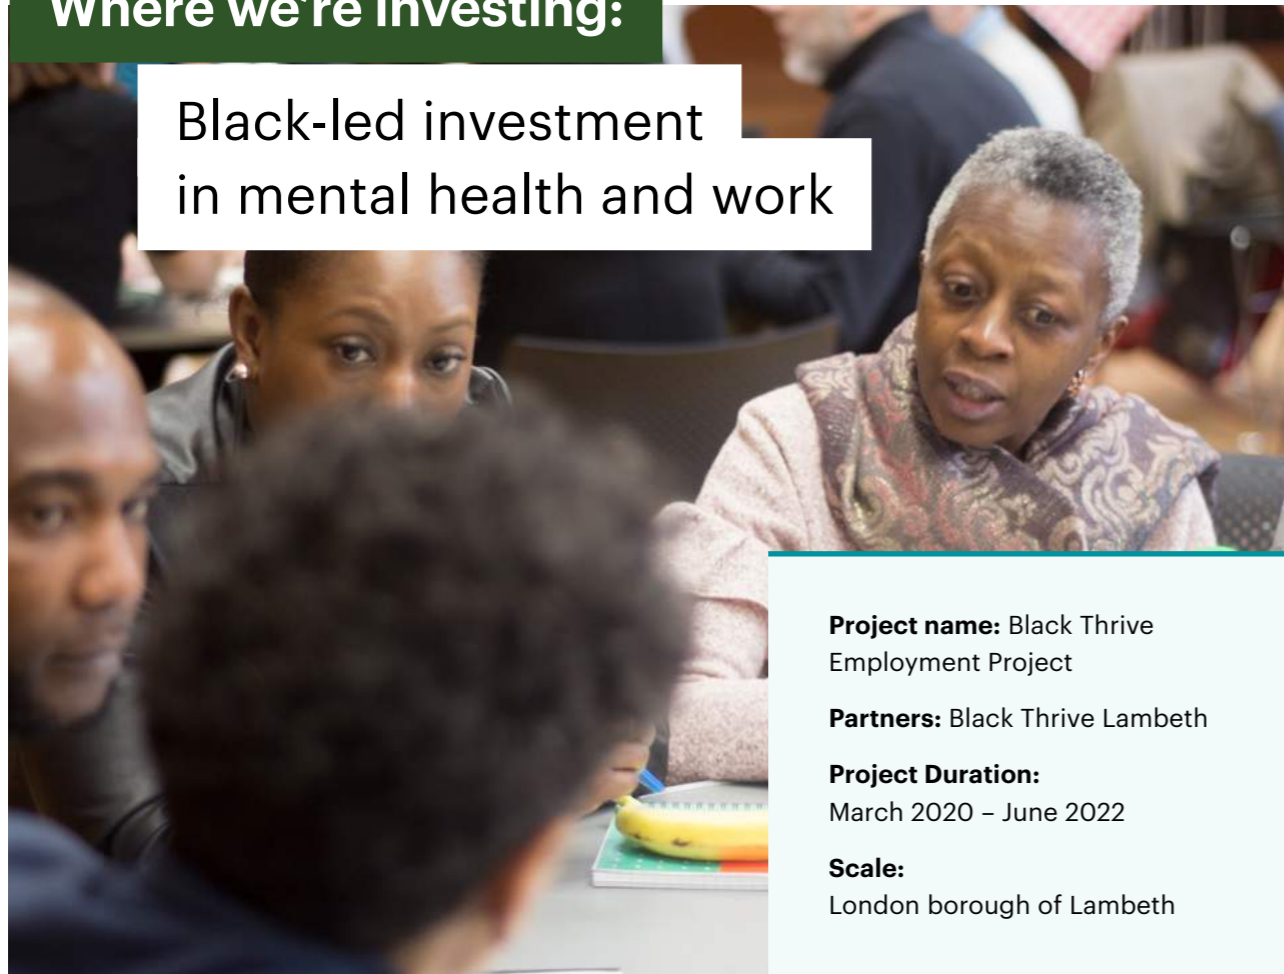 Where we're investing:
Black-led investment
in mental health and work
Project name: Black Thrive
Employment Project
Partners: Black Thrive Lambeth
Project Duration:
March 2020 – June 2022
Scale:
London borough of Lambeth